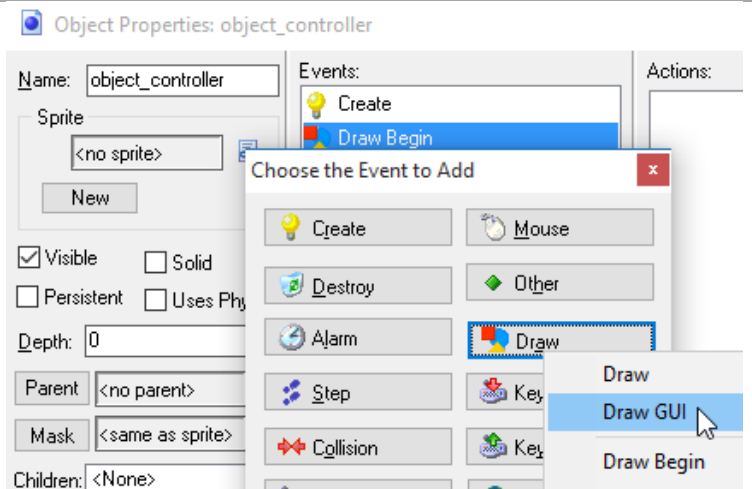 Object Properties: object_controller
Name: object_controller
Sprite
<no sprite>
New
Visible
Solid
Persistent
Uses Phy
Depth: 0
Parent <no parent>
Mask <same as sprite>
Children: <None>
Events:
Create
Draw Begin
Actions:
Choose the Event to Add
x
Create
Mouse
Destroy
Other
Alarm
Draw
Step
Key
Collision
Key
Draw
Draw GUI
Draw Begin